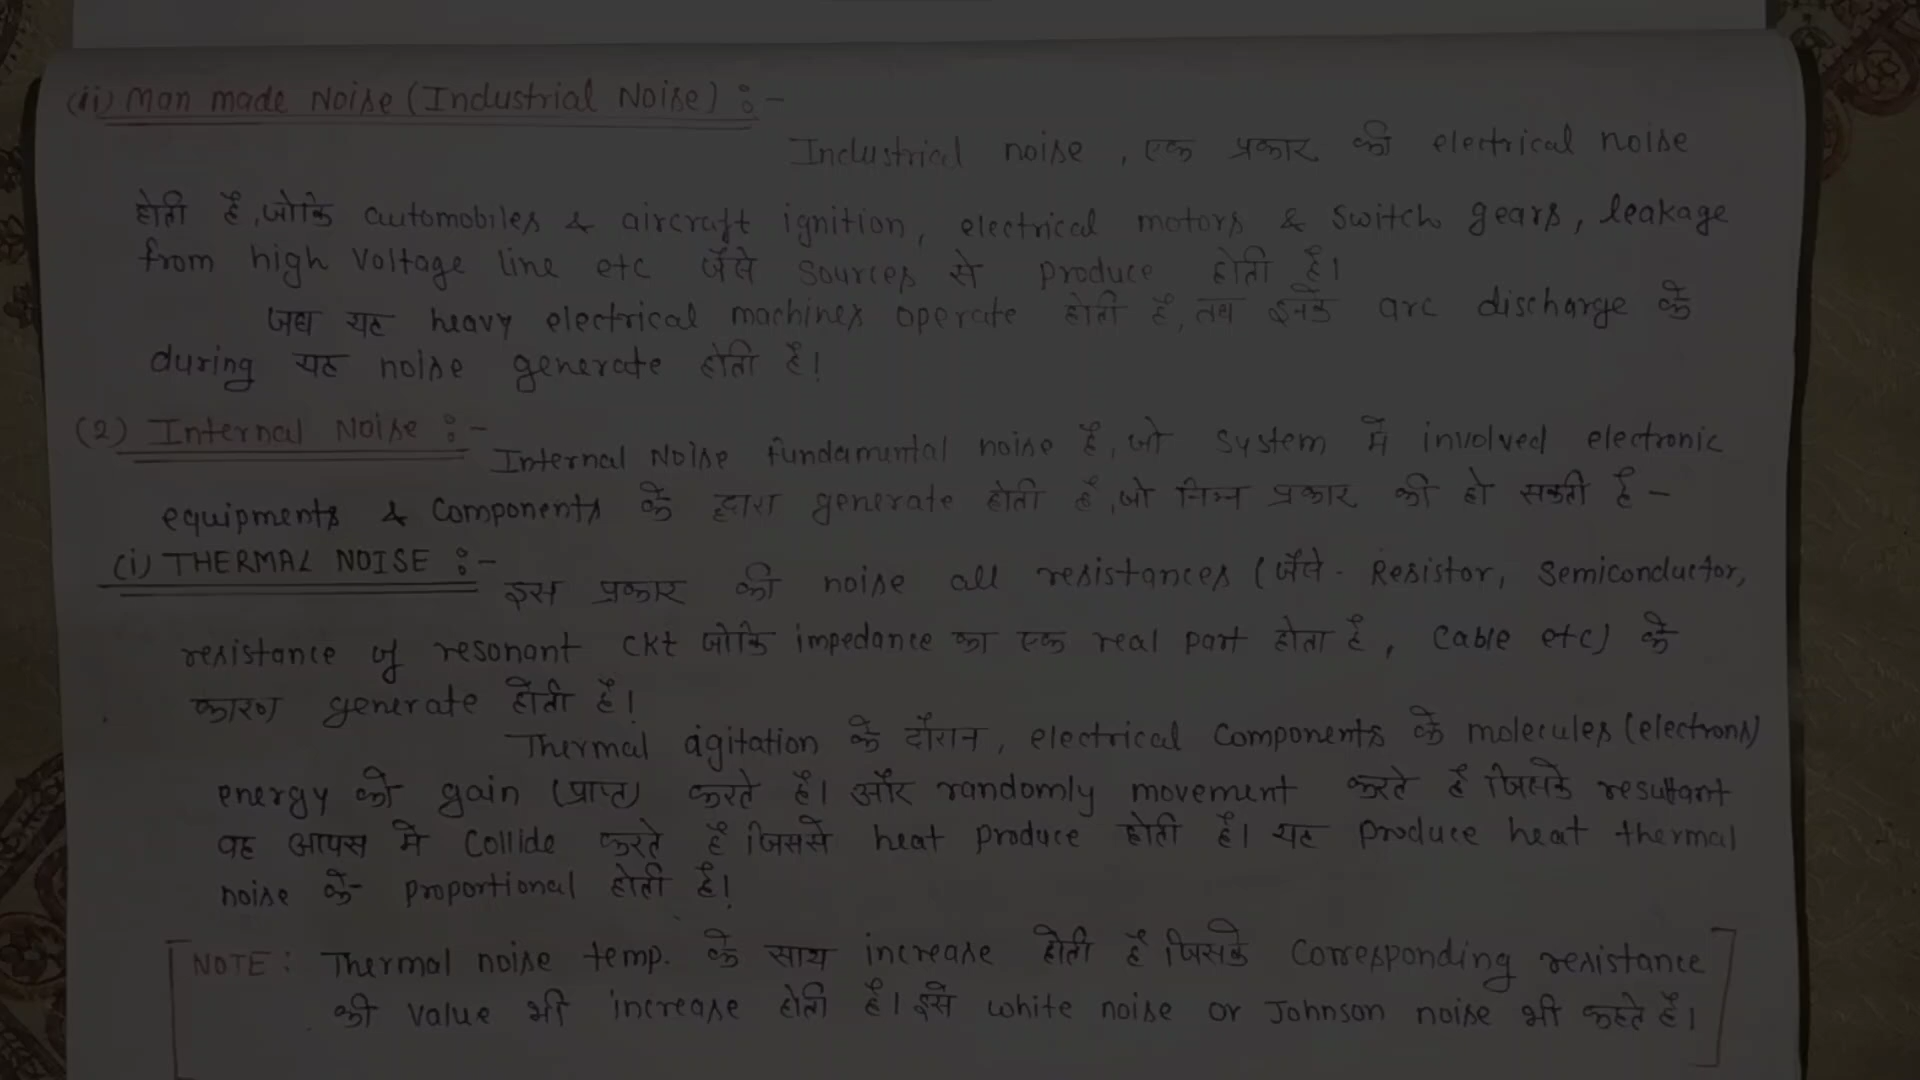 (ii) Man made Noise (Industrial Noise) :-
Industrial noise , एक प्रकार की electrical noise
होती है, जोकि automobiles & aircraft ignition, electrical motors & switch gears, leakage
from high voltage line etc जैसे sources से produce होती है।
जब यह heavy electrical machines operate होती है, तब इनके arc discharge के
during यह noise generate होती है।
(2) Internal Noise :-
Internal Noise fundamental noise है, जो system में involved electronic
equipments & components के द्वारा generate होती है, जो निम्न प्रकार की हो सकती है -
(i) THERMAL NOISE :-
इस प्रकार की noise all resistances (जैसे - Resistor, Semiconductor,
resistance of resonant ckt जोकि impedance का एक real part होता है, cable etc) के
कारण generate होती है।
Thermal agitation के दौरान, electrical components के molecules (electrons)
energy को gain (प्राप्त) करते है। और randomly movement करते है जिसके resultant
वह आपस मे collide करते है जिससे heat produce होती है। यह produce heat thermal
noise के proportional होती है।
NOTE : Thermal noise temp. के साथ increase होती है जिसके corresponding resistance
की value भी increase होती है। इसे white noise or Johnson noise भी कहते है।